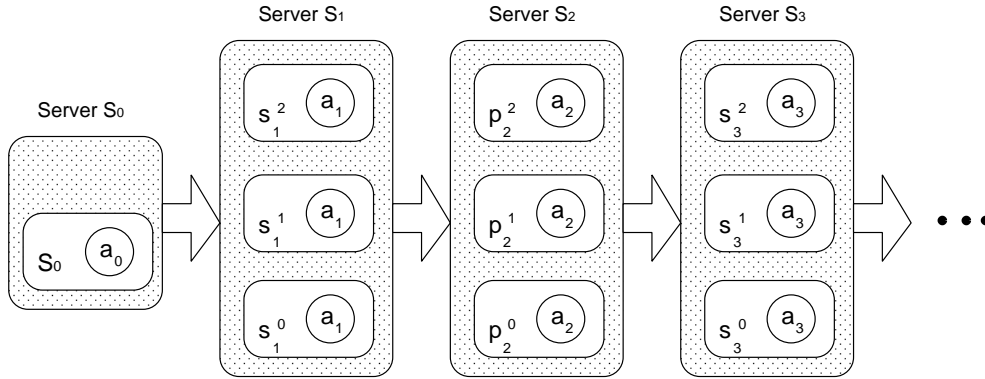 Server S₁
Server S₂
Server S₃
Server S₀
s₁² a₁
p₂² a₂
s₃² a₃
s₁¹ a₁
p₂¹ a₂
s₃¹ a₃
S₀ a₀
s₁⁰ a₁
p₂⁰ a₂
s₃⁰ a₃